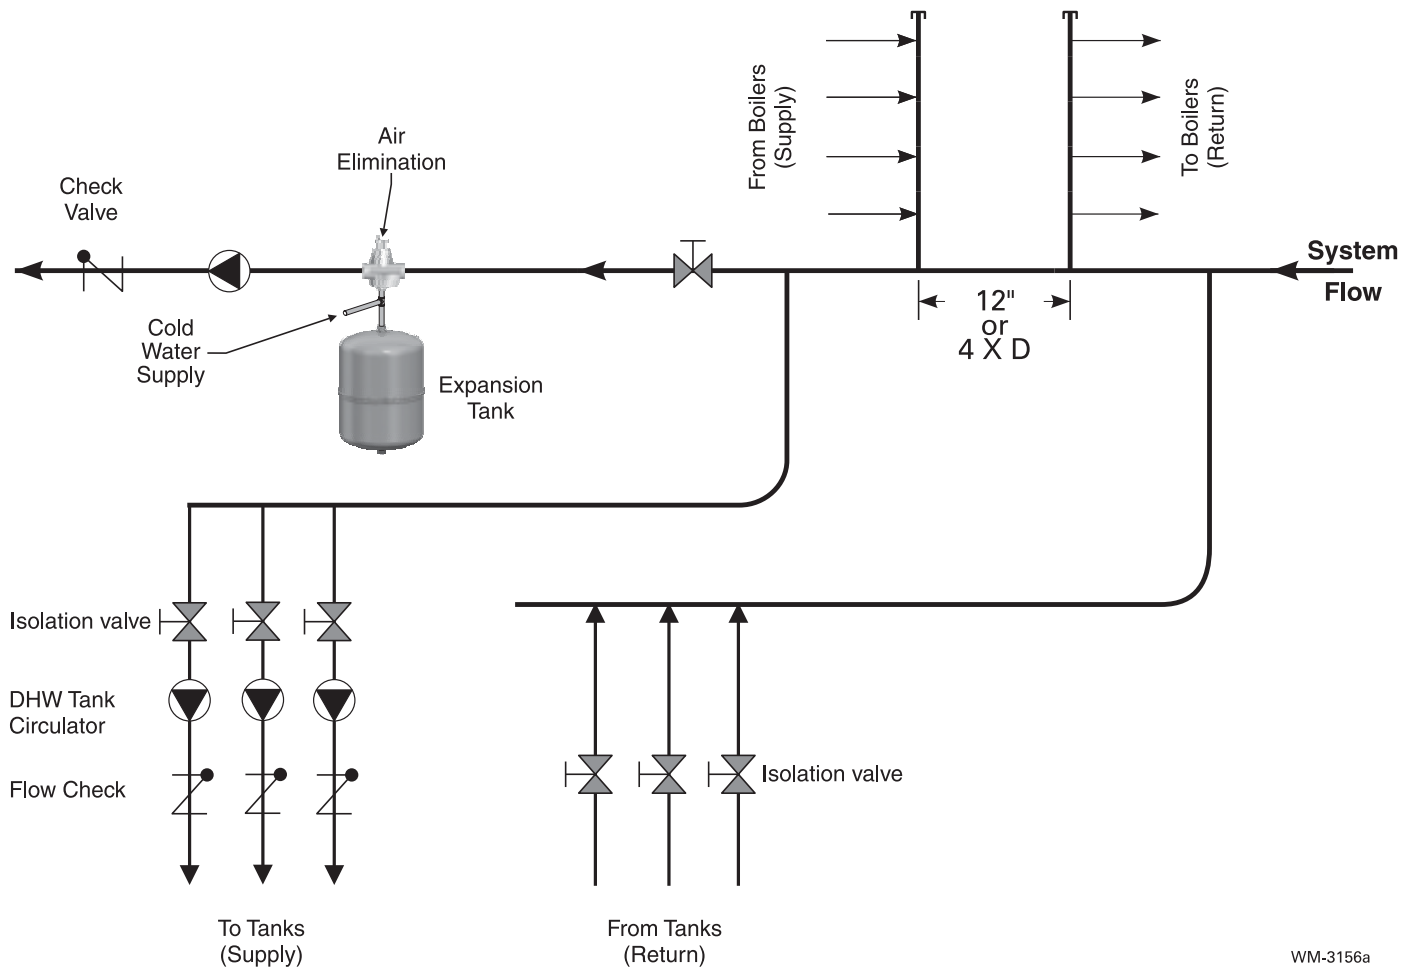 From Boilers
(Supply)
To Boilers
(Return)
Air
Elimination
Check
Valve
System
Flow
12"
or
4 X D
Cold
Water
Supply
Expansion
Tank
Isolation valve
DHW Tank
Circulator
Flow Check
Isolation valve
To Tanks
(Supply)
From Tanks
(Return)
WM-3156a